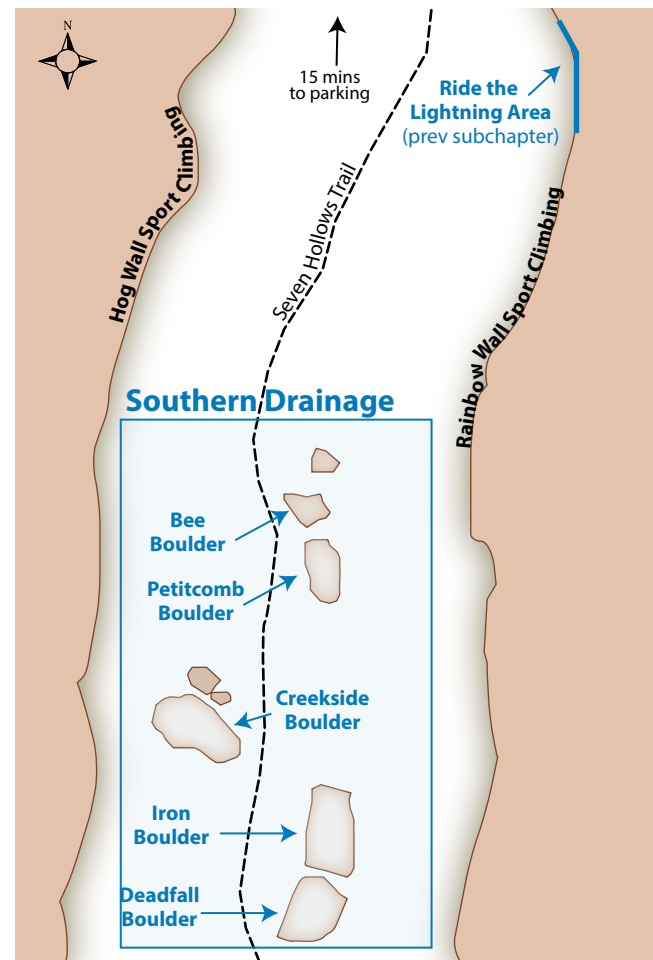 N
15 mins
to parking
Ride the
Lightning Area
(prev subchapter)
Hog Wall Sport Climbing
Seven Hollows Trail
Rainbow Wall Sport Climbing
Southern Drainage
Bee
Boulder
Petitcomb
Boulder
Creekside
Boulder
Iron
Boulder
Deadfall
Boulder